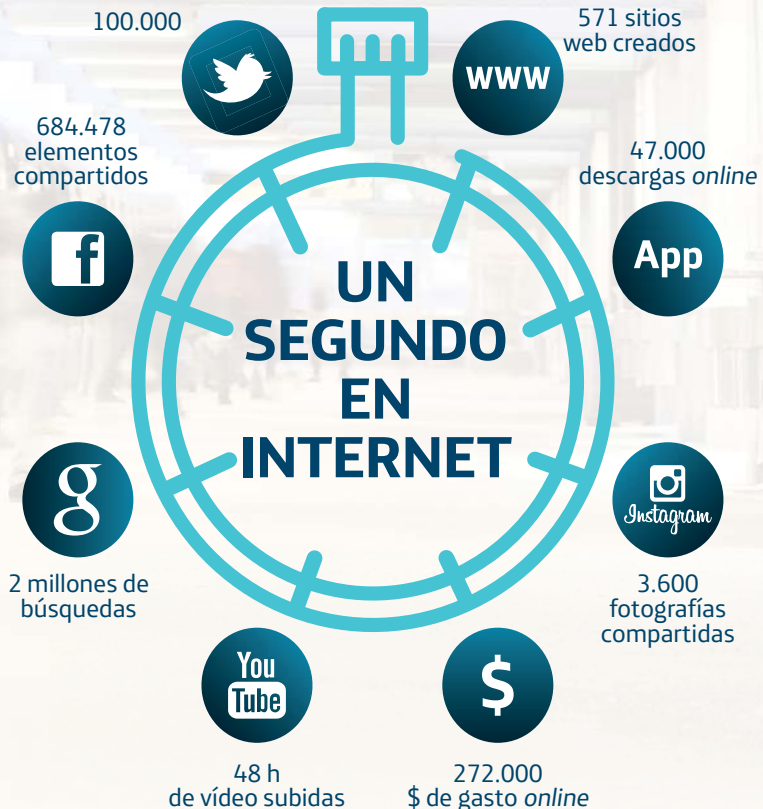 100.000
571 sitios
web creados
www
684.478
elementos
compartidos
47.000
descargas online
f
App
UN
SEGUNDO
EN
INTERNET
g
Instagram
2 millones de
búsquedas
3.600
fotografías
compartidas
You
Tube
$
48 h
de vídeo subidas
272.000
$ de gasto online